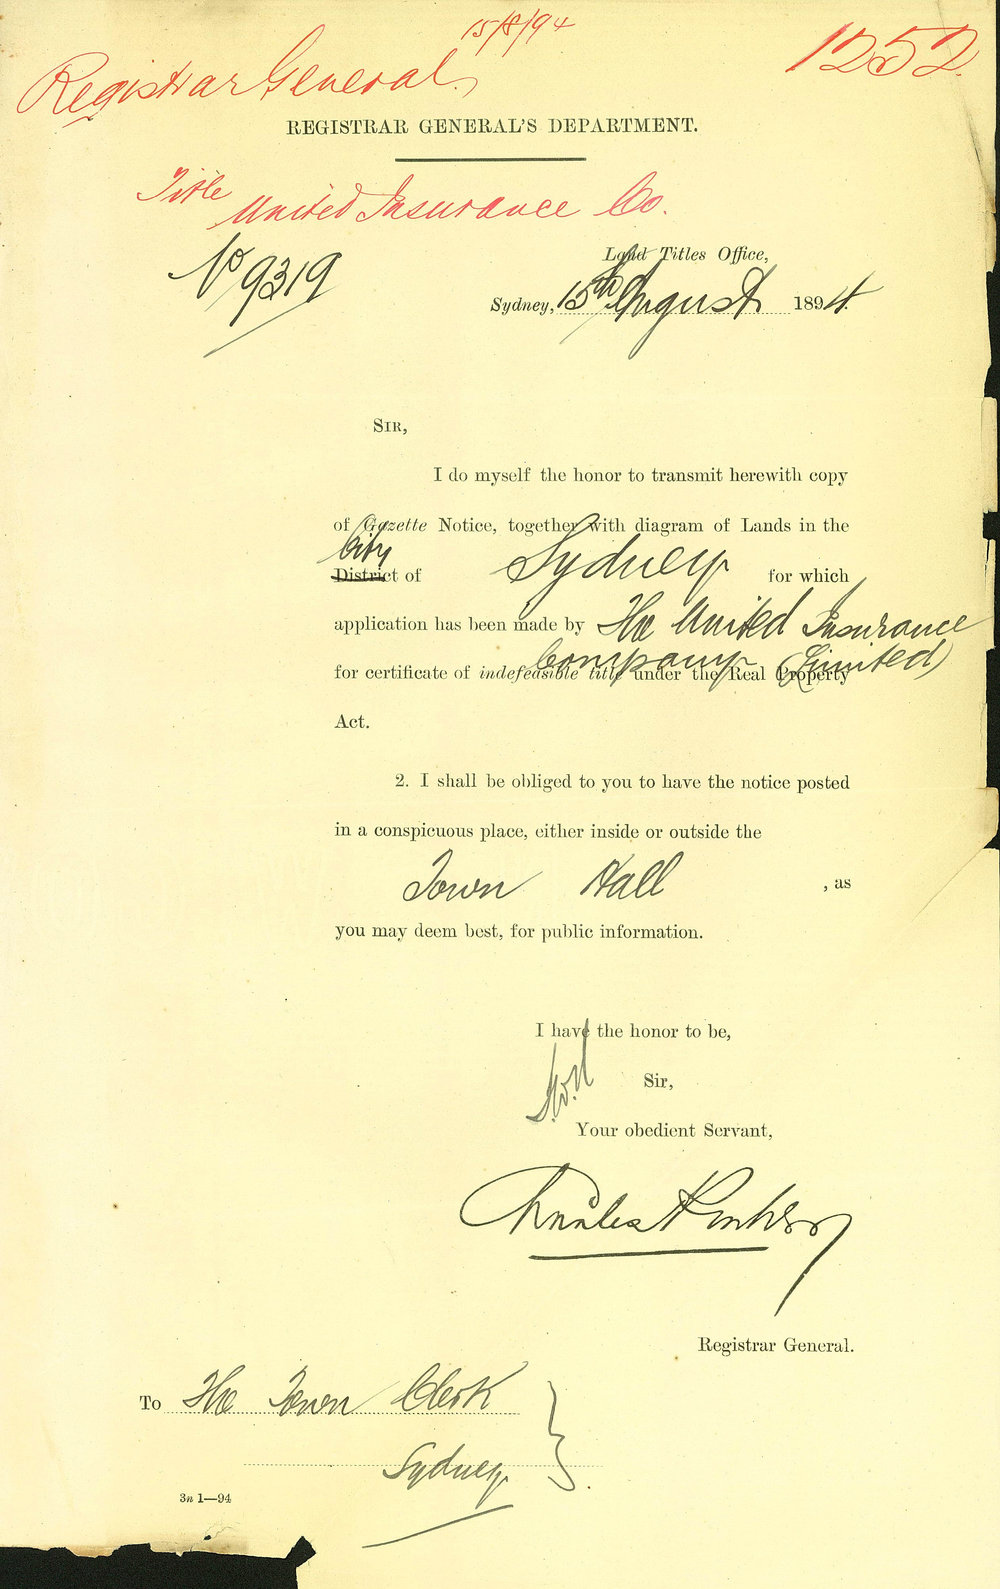 15/8/94
Registrar General
1252
REGISTRAR GENERAL'S DEPARTMENT.
Title United Insurance Co.
No 9319
Land Titles Office,
Sydney, 15th August 1894.
SIR,
I do myself the honor to transmit herewith copy
of Gazette Notice, together with diagram of Lands in the
City
District of Sydney for which
application has been made by The United Insurance
Company (Limited)
for certificate of indefeasible title under the Real Property
Act.
2. I shall be obliged to you to have the notice posted
in a conspicuous place, either inside or outside the
Town Hall , as
you may deem best, for public information.
I have the honor to be,
Sir,
Your obedient Servant,
Charles
Registrar General.
To The Town Clerk
Sydney.
3n 1—94